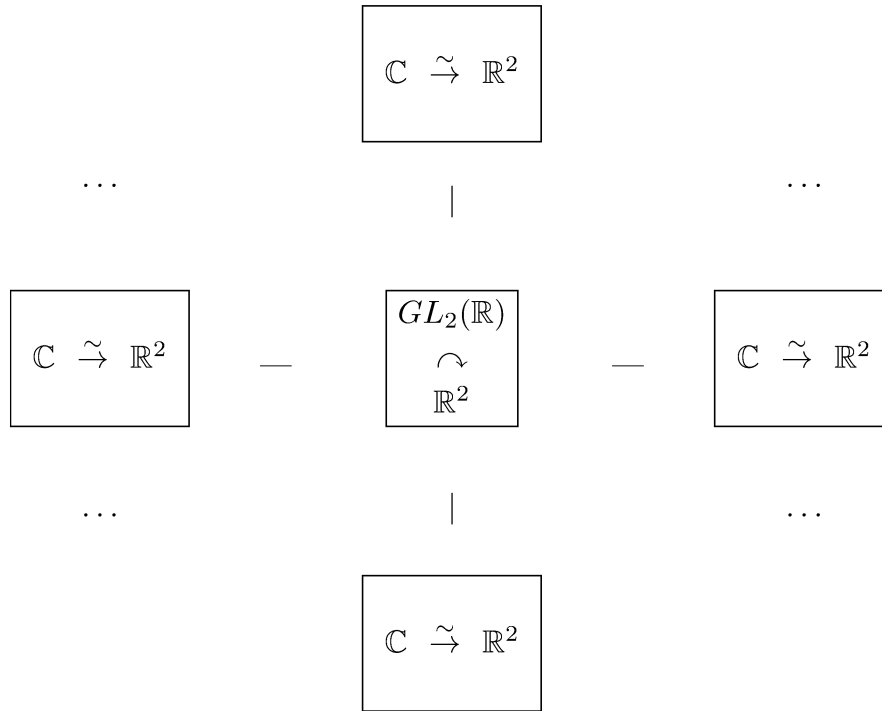 ℂ ∼→ ℝ²
… | …
ℂ ∼→ ℝ² — GL₂(ℝ) ↷ ℝ² — ℂ ∼→ ℝ²
… | …
ℂ ∼→ ℝ²